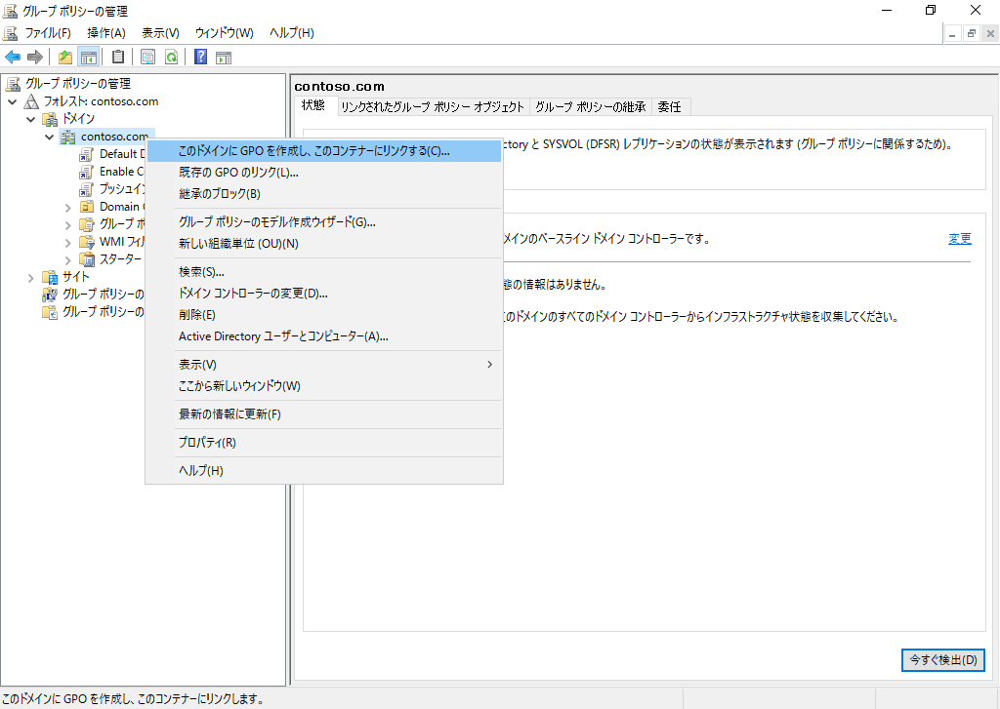 グループ ポリシーの管理
ファイル(F) 操作(A) 表示(V) ウィンドウ(W) ヘルプ(H)
グループ ポリシーの管理
フォレスト: contoso.com
ドメイン
contoso.com
Default D
Enable C
プッシュイン
Domain
グループ ポ
WMI フィル
スターター
サイト
グループ ポリシーの
グループ ポリシーの
このドメインに GPO を作成し、このコンテナーにリンクする(C)...
既存の GPO のリンク(L)...
継承のブロック(B)
グループ ポリシーのモデル作成ウィザード(G)...
新しい組織単位 (OU)(N)
検索(S)...
ドメイン コントローラーの変更(D)...
削除(E)
Active Directory ユーザーとコンピューター(A)...
表示(V)
ここから新しいウィンドウ(W)
最新の情報に更新(F)
プロパティ(R)
ヘルプ(H)
contoso.com
状態 リンクされたグループ ポリシー オブジェクト グループ ポリシーの継承 委任
ctory と SYSVOL (DFSR) レプリケーションの状態が表示されます (グループ ポリシーに関係するため)。
メインのベースライン ドメイン コントローラーです。 変更
態の情報はありません。
このドメインのすべてのドメイン コントローラーからインフラストラクチャ状態を収集してください。
今すぐ検出(D)
このドメインに GPO を作成し、このコンテナーにリンクします。